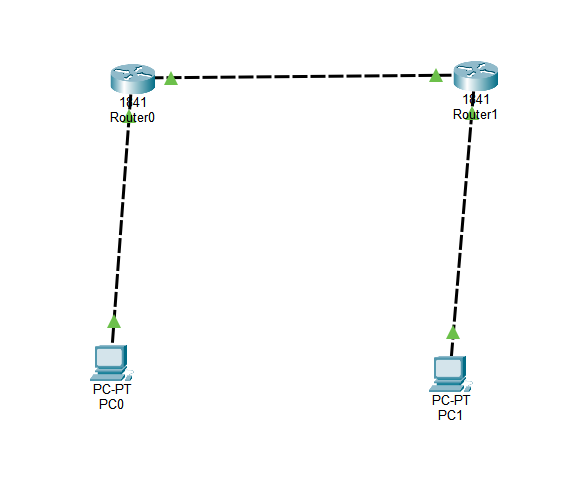 1841
Router0
1841
Router1
PC-PT
PC0
PC-PT
PC1